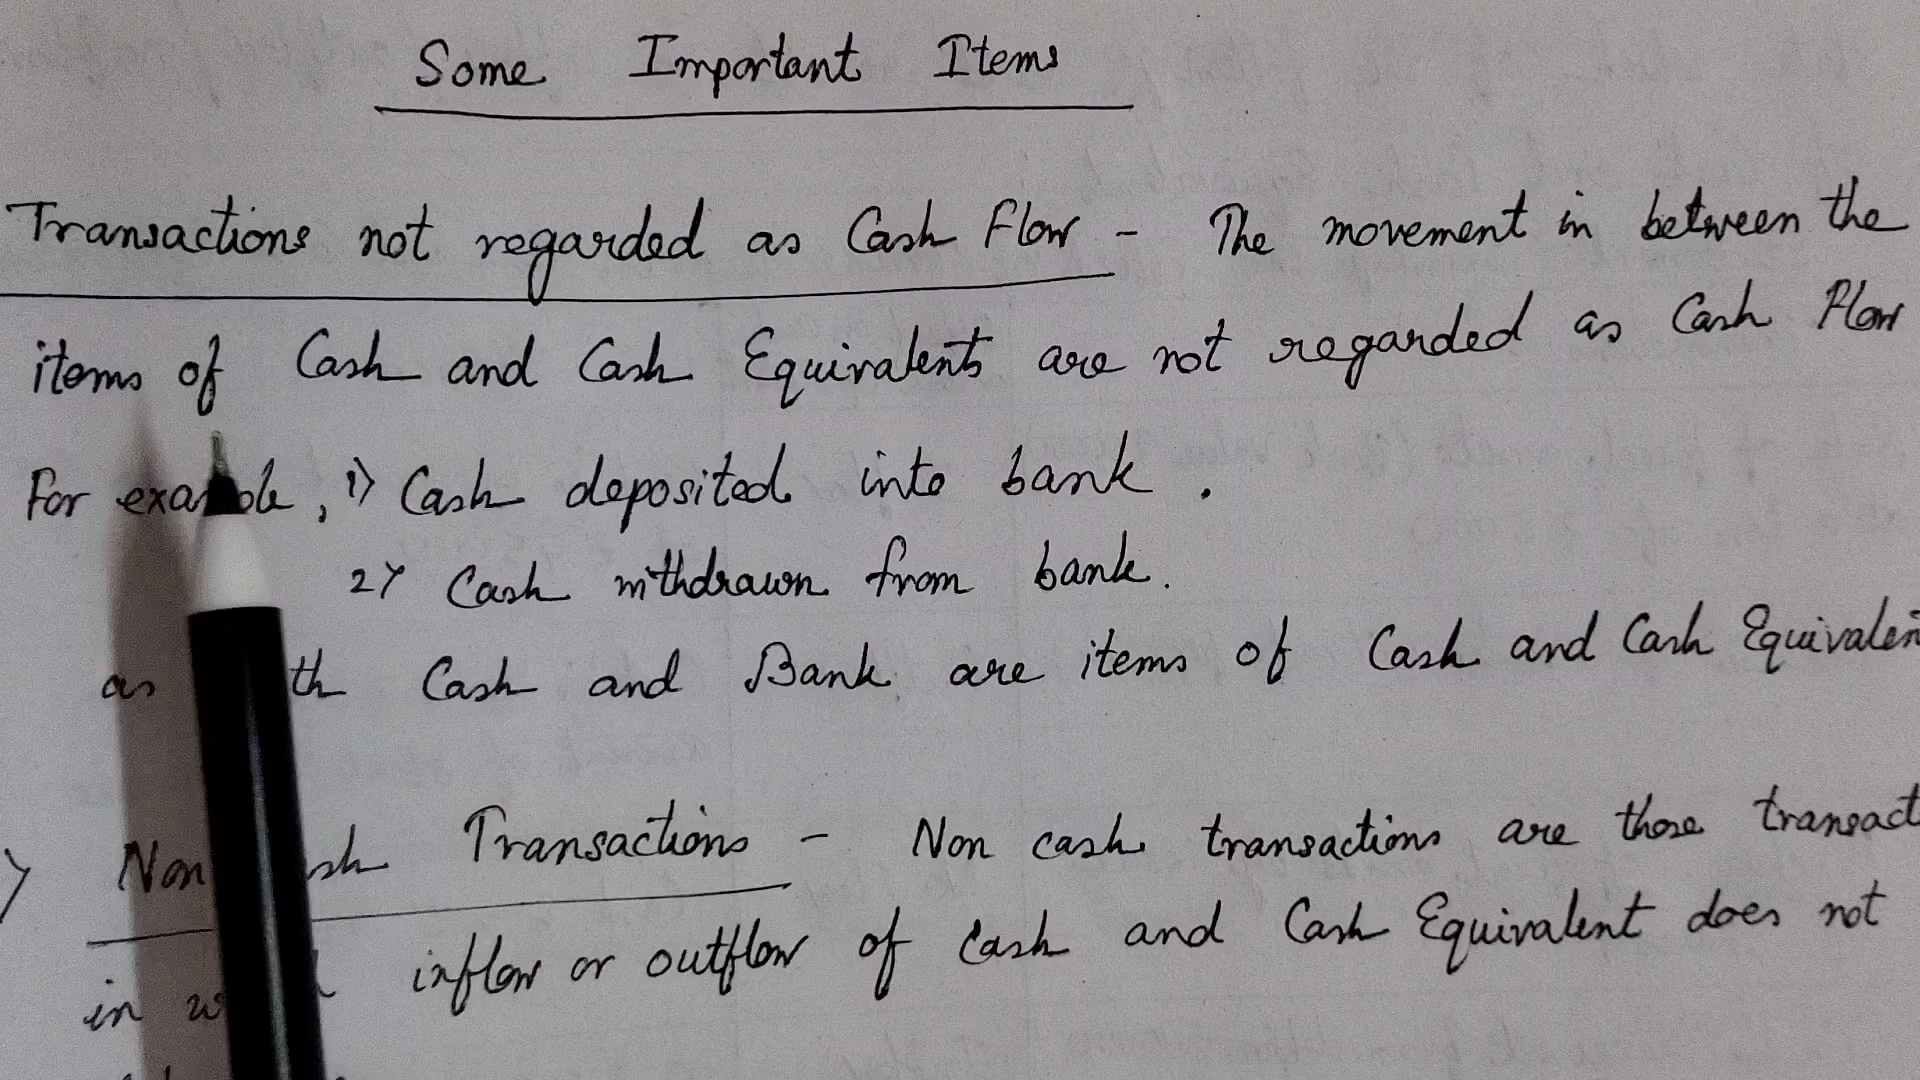 Some Important Items
Transactions not regarded as Cash Flow - The movement in between the
items of Cash and Cash Equivalents are not regarded as Cash Flow
For example, 1) Cash deposited into bank.
2) Cash withdrawn from bank.
as Cash and Bank are items of Cash and Cash Equivalen
) Non Transactions - Non cash transactions are those transact
in inflow or outflow of Cash and Cash Equivalent does not